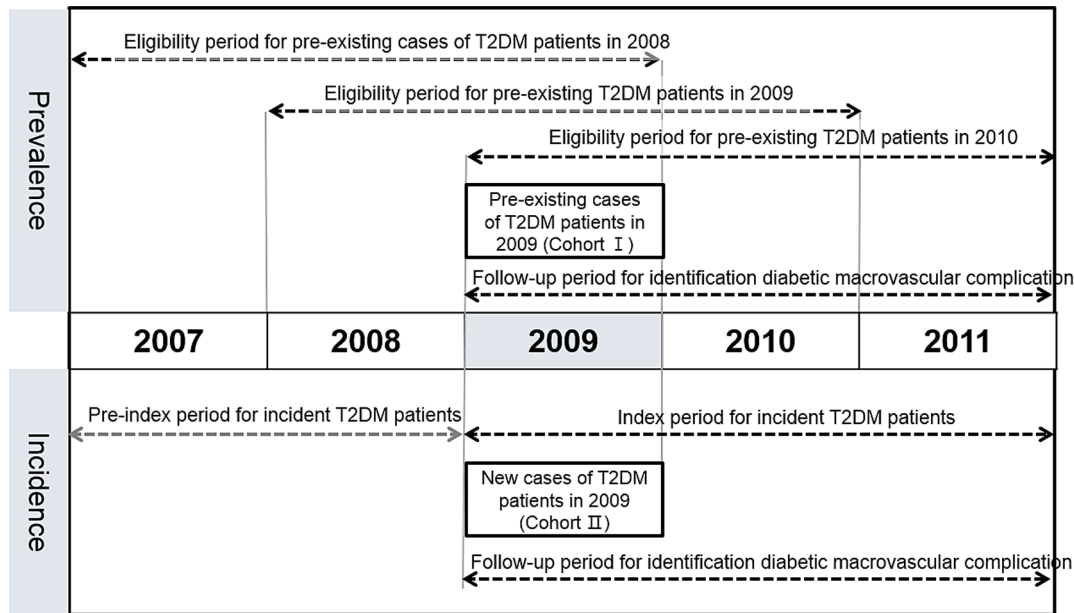 Prevalence
Eligibility period for pre-existing cases of T2DM patients in 2008
Eligibility period for pre-existing T2DM patients in 2009
Eligibility period for pre-existing T2DM patients in 2010
Pre-existing cases
of T2DM patients in
2009 (Cohort Ⅰ)
Follow-up period for identification diabetic macrovascular complication
2007 2008 2009 2010 2011
Incidence
Pre-index period for incident T2DM patients
Index period for incident T2DM patients
New cases of T2DM
patients in 2009
(Cohort Ⅱ)
Follow-up period for identification diabetic macrovascular complication